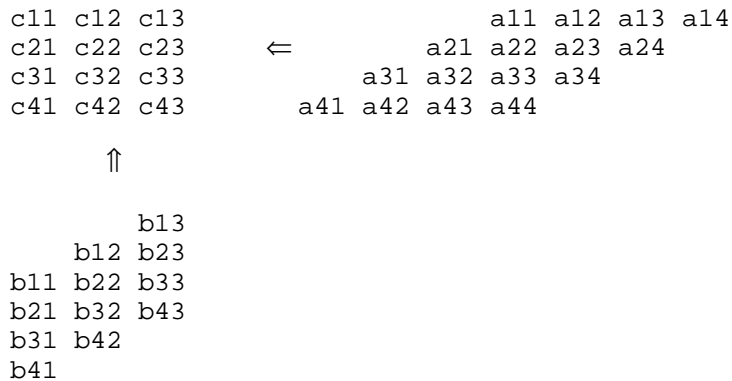 c11 c12 c13 a11 a12 a13 a14
c21 c22 c23 ⇐ a21 a22 a23 a24
c31 c32 c33 a31 a32 a33 a34
c41 c42 c43 a41 a42 a43 a44
⇑
b13
b12 b23
b11 b22 b33
b21 b32 b43
b31 b42
b41